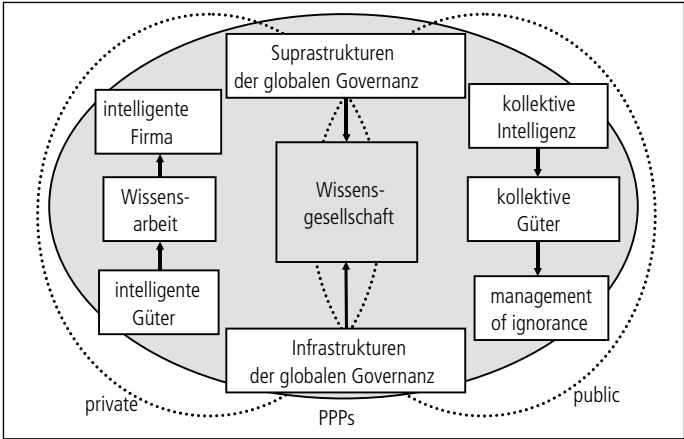 Suprastrukturen
der globalen Governanz
intelligente
Firma
Wissens-
arbeit
intelligente
Güter
Wissens-
gesellschaft
kollektive
Intelligenz
kollektive
Güter
management
of ignorance
Infrastrukturen
der globalen Governanz
private
PPPs
public